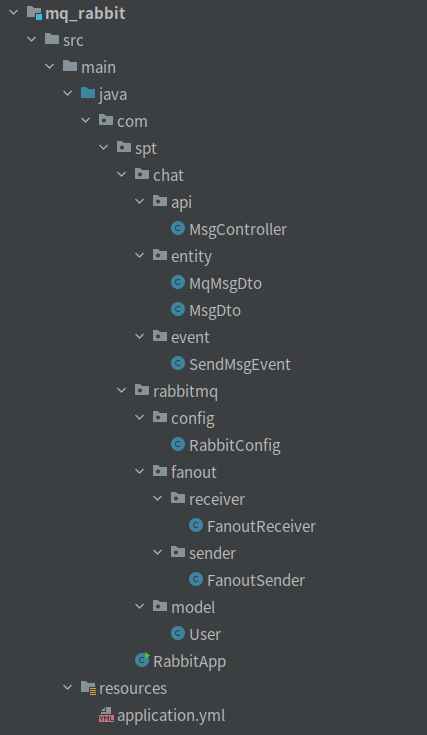 mq_rabbit
src
main
java
com
spt
chat
api
MsgController
entity
MqMsgDto
MsgDto
event
SendMsgEvent
rabbitmq
config
RabbitConfig
fanout
receiver
FanoutReceiver
sender
FanoutSender
model
User
RabbitApp
resources
application.yml